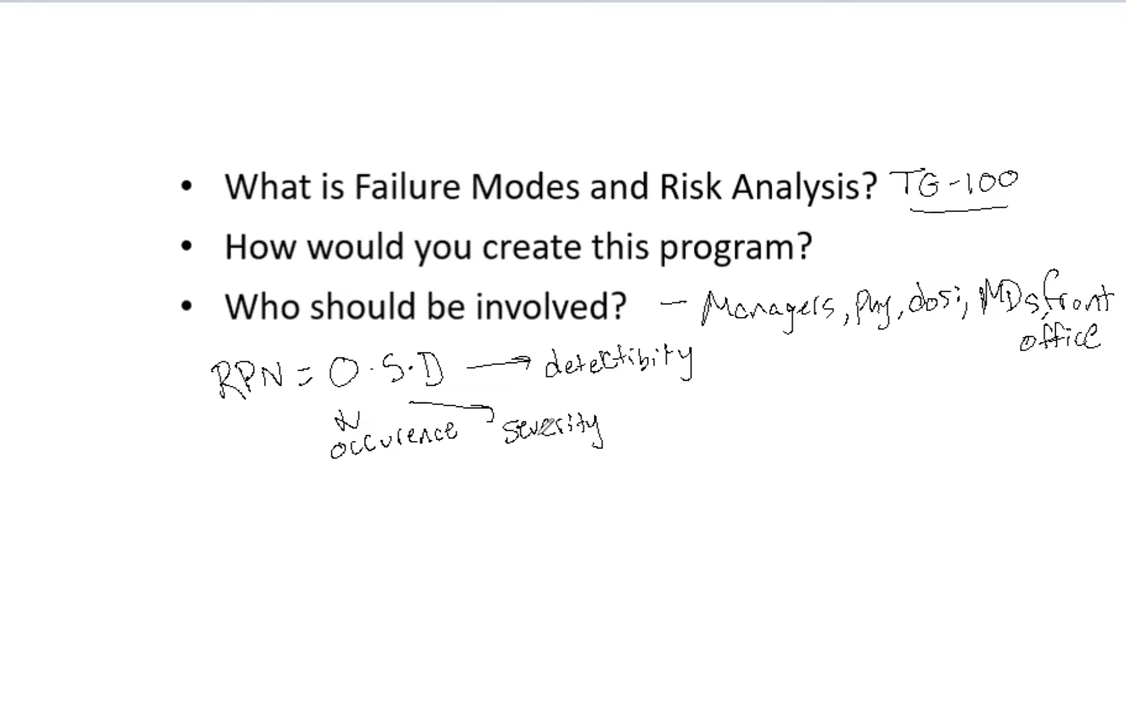 • What is Failure Modes and Risk Analysis? TG-100
• How would you create this program?
• Who should be involved? - Managers, Phy, dosi, MDs, front
office
RPN = O·S·D → detectibity
occurence severity